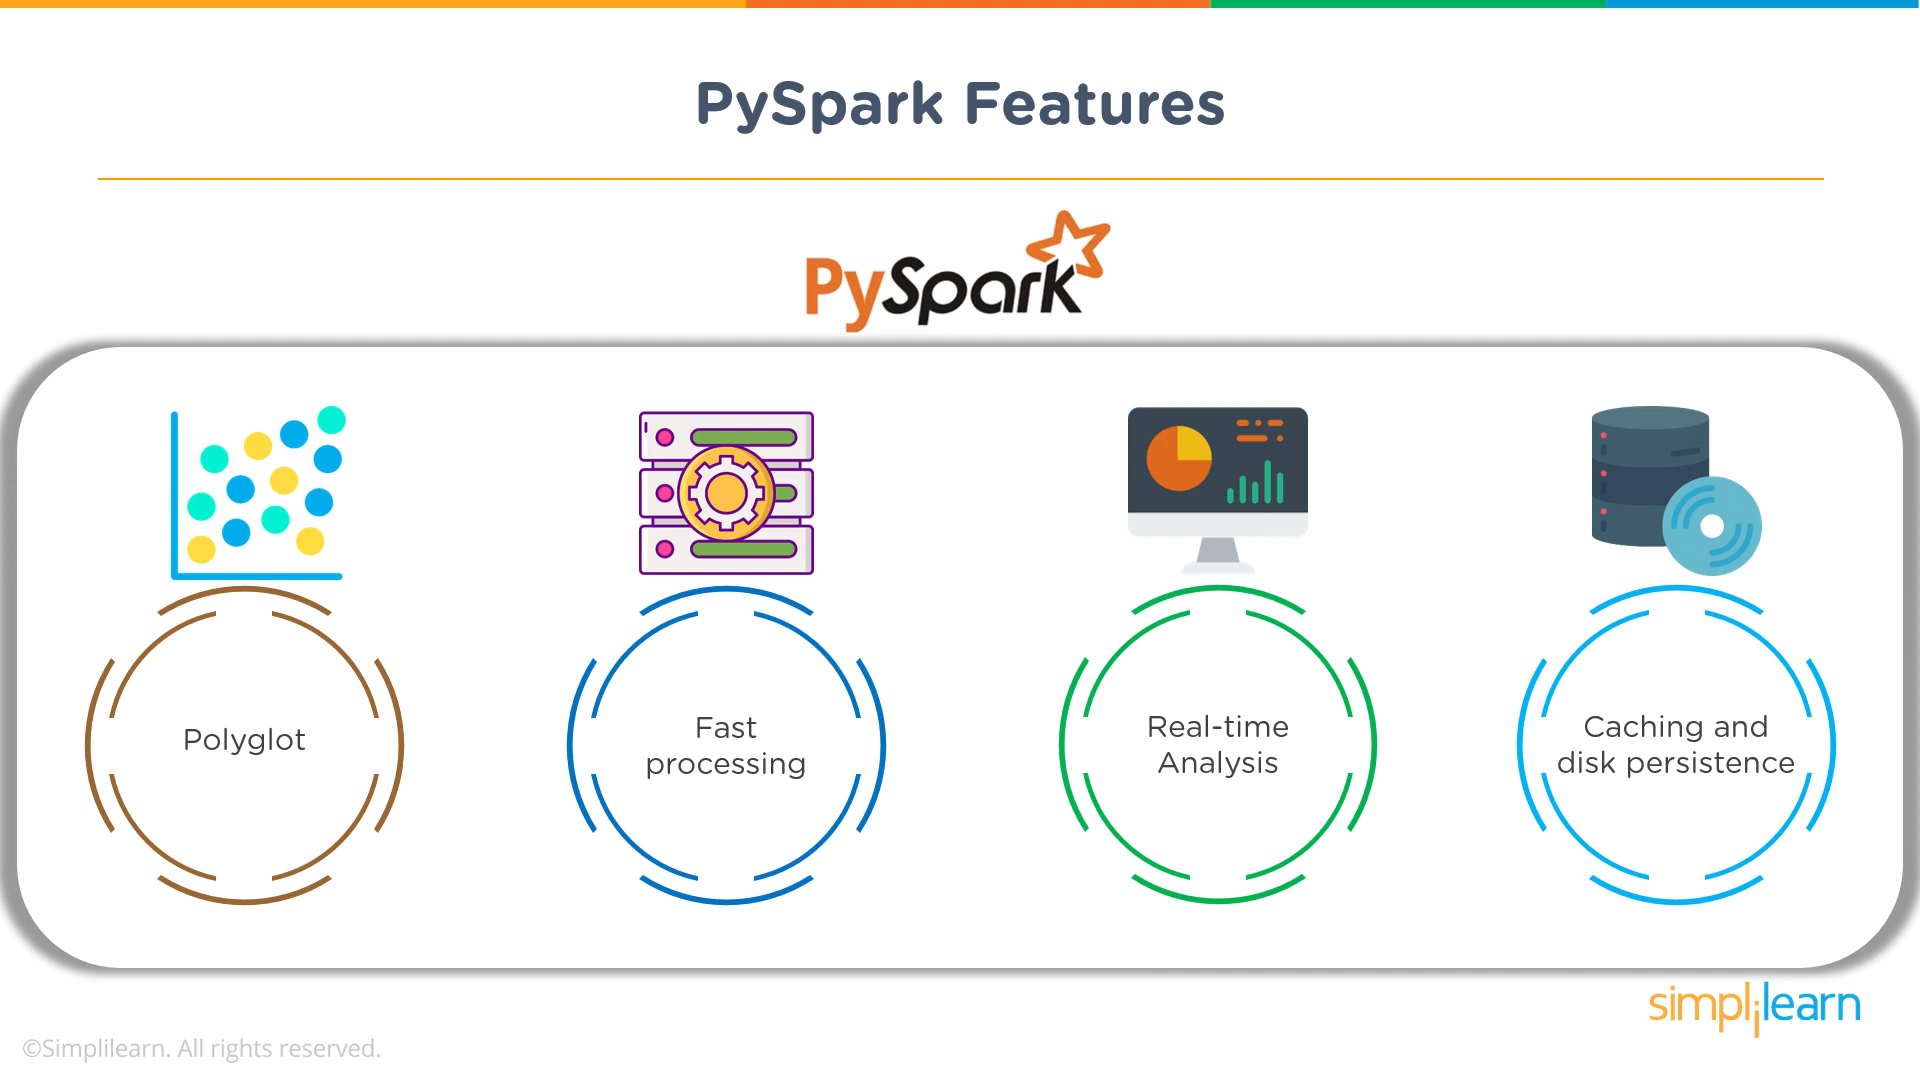 PySpark Features
PySpark
Polyglot
Fast
processing
Real-time
Analysis
Caching and
disk persistence
simplilearn
©Simplilearn. All rights reserved.